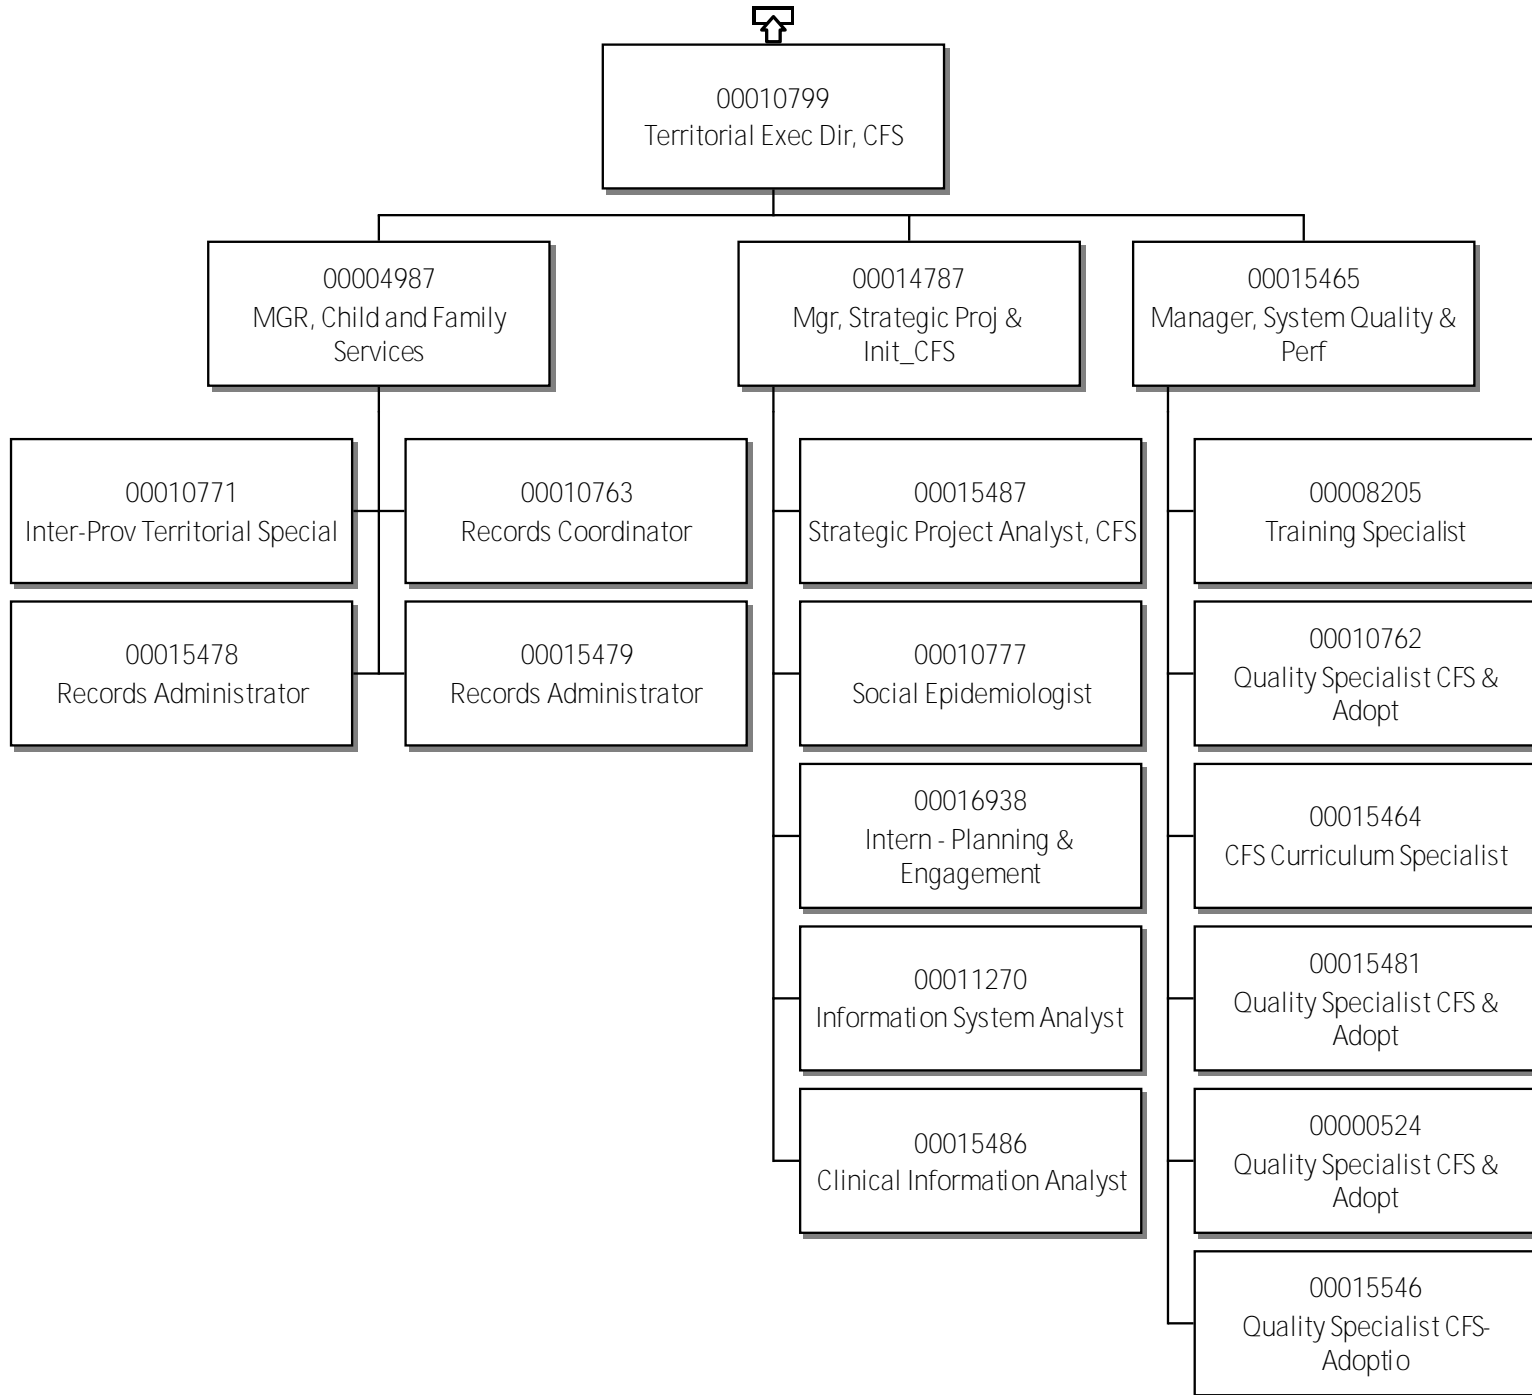 00010799
Territorial Exec Dir, CFS
00004987
MGR, Child and Family
Services
00014787
Mgr, Strategic Proj &
Init_CFS
00015465
Manager, System Quality &
Perf
00010771
Inter-Prov Territorial Special
00010763
Records Coordinator
00015478
Records Administrator
00015479
Records Administrator
00015487
Strategic Project Analyst, CFS
00010777
Social Epidemiologist
00016938
Intern - Planning &
Engagement
00011270
Information System Analyst
00015486
Clinical Information Analyst
00008205
Training Specialist
00010762
Quality Specialist CFS &
Adopt
00015464
CFS Curriculum Specialist
00015481
Quality Specialist CFS &
Adopt
00000524
Quality Specialist CFS &
Adopt
00015546
Quality Specialist CFS-
Adoptio